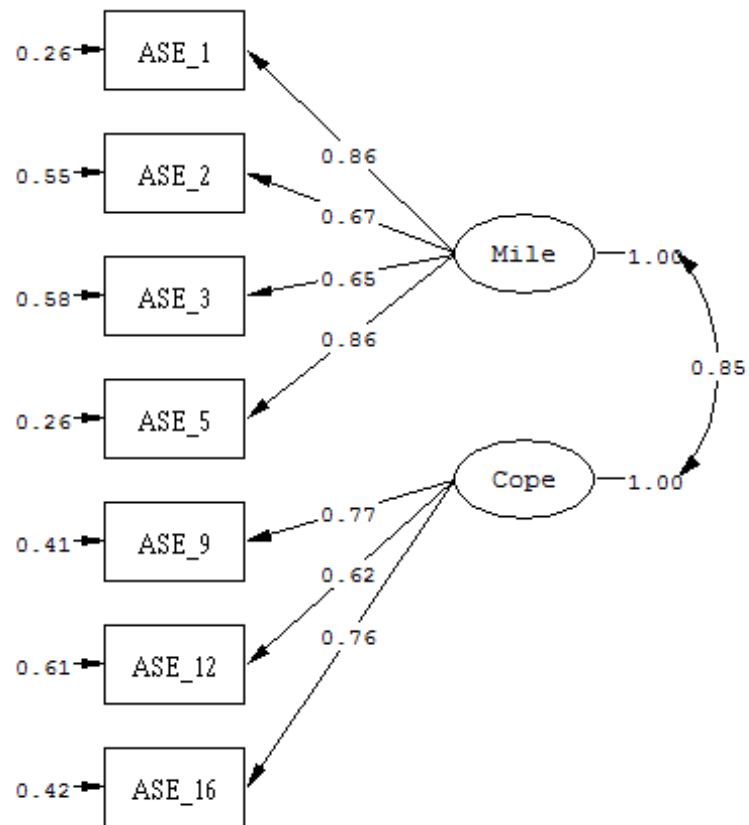 0.26 ASE_1
0.86
0.55 ASE_2
0.67
Mile 1.00
0.58 ASE_3
0.65
0.86
0.85
0.26 ASE_5
Cope 1.00
0.77
0.41 ASE_9
0.62
0.76
0.61 ASE_12
0.42 ASE_16